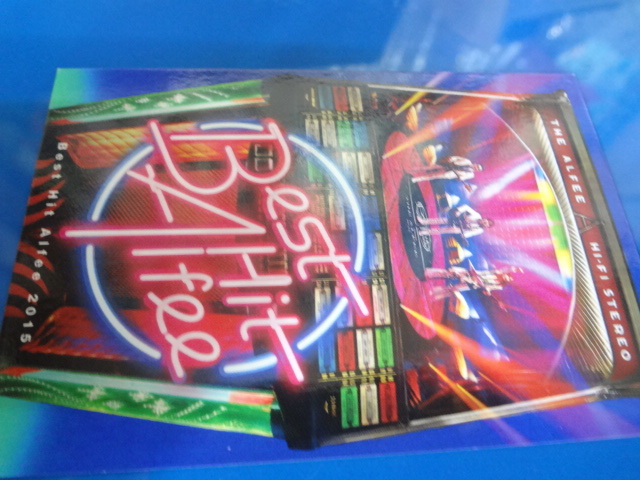 THE ALFEE HI-FI STEREO
Best
Hit
Alfee
Best Hit Alfee 2015